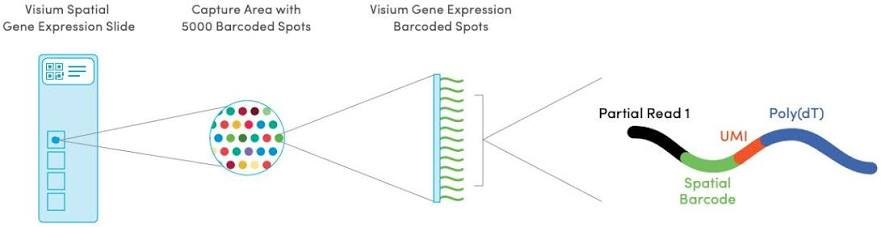 Visium Spatial
Gene Expression Slide
Capture Area with
5000 Barcoded Spots
Visium Gene Expression
Barcoded Spots
Partial Read 1
Poly(dT)
UMI
Spatial
Barcode